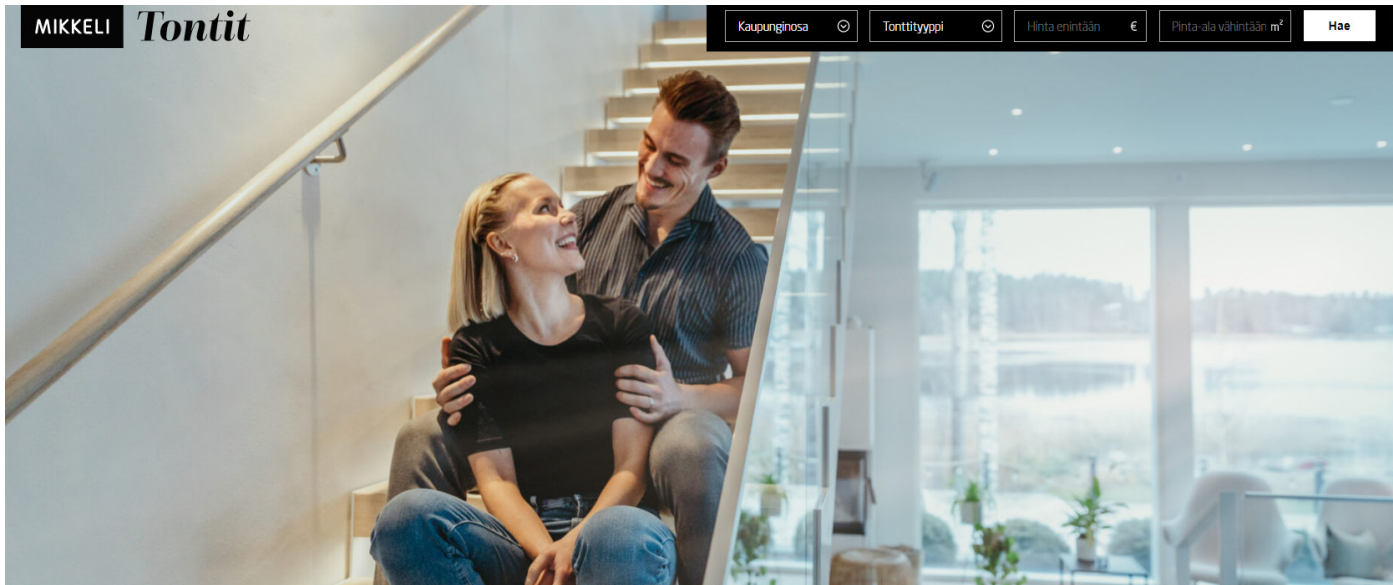 MIKKELI Tontit
Kaupunginosa
Tonttityyppi
Hinta enintään €
Pinta-ala vähintään m²
Hae